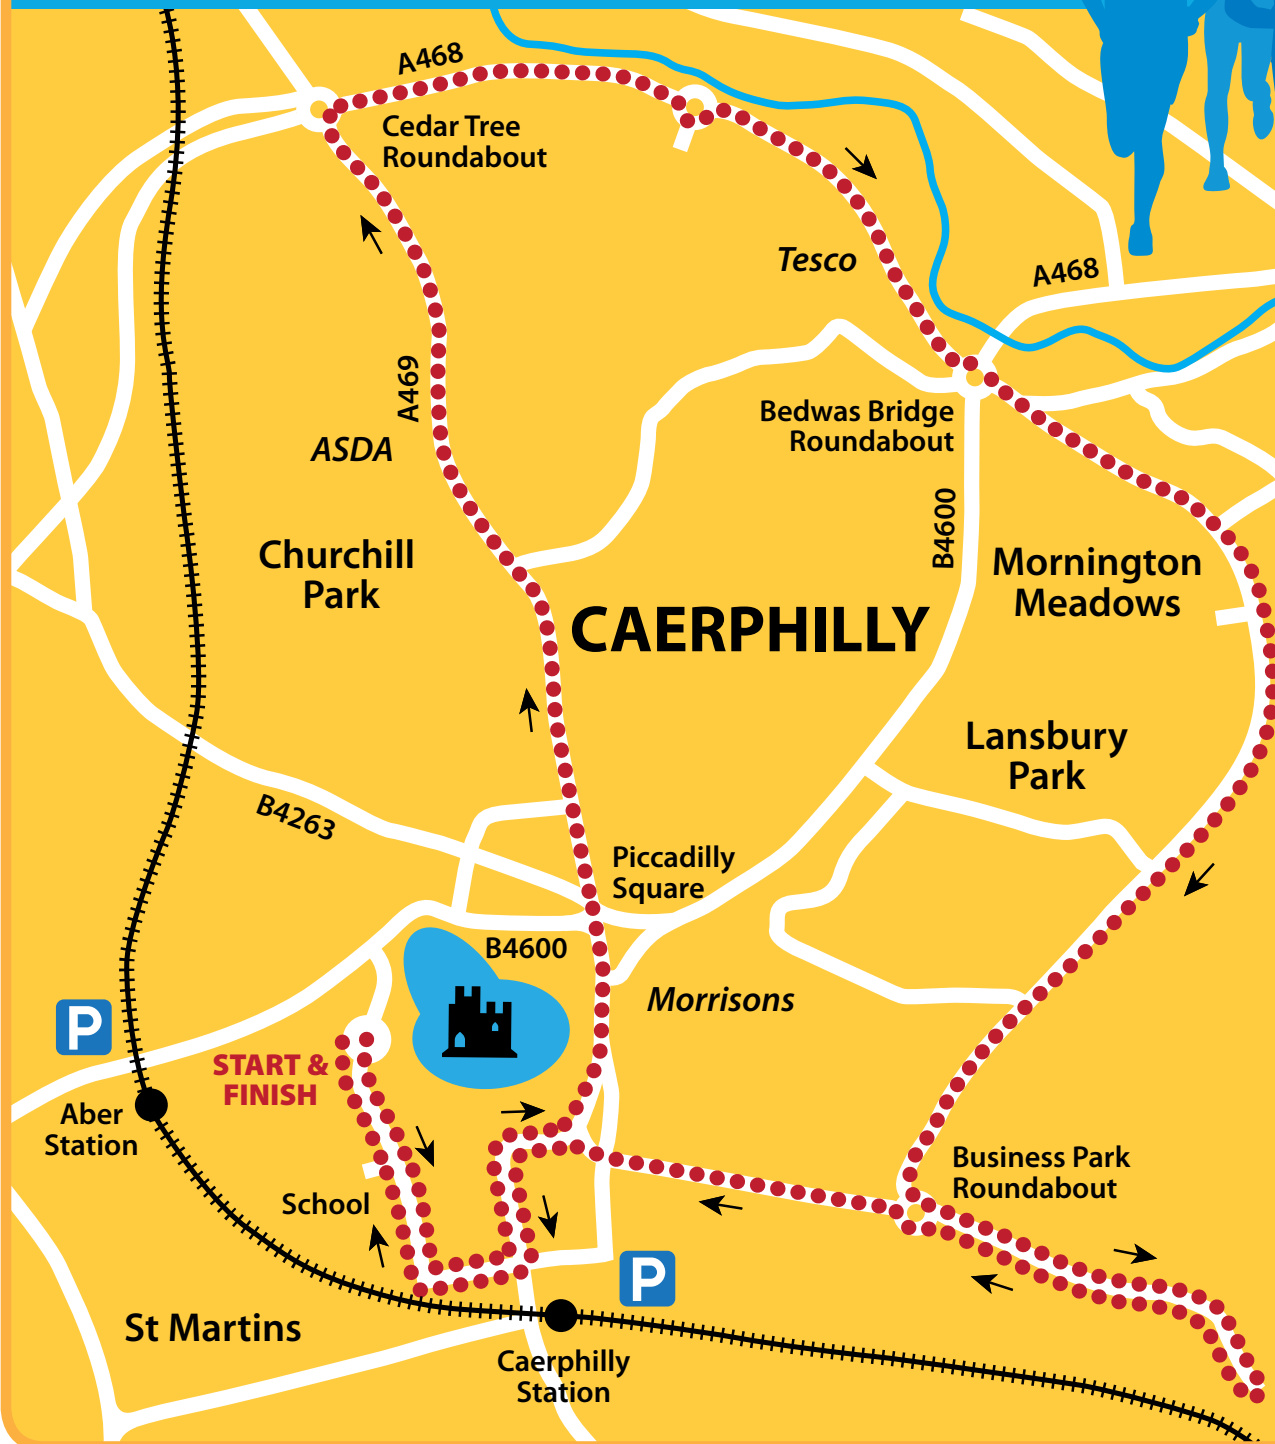 A468
Cedar Tree
Roundabout
Tesco
A468
A469
ASDA
Bedwas Bridge
Roundabout
B4600
Churchill
Park
Mornington
Meadows
CAERPHILLY
Lansbury
Park
B4263
Piccadilly
Square
B4600
Morrisons
P
START &
FINISH
Aber
Station
School
Business Park
Roundabout
P
St Martins
Caerphilly
Station